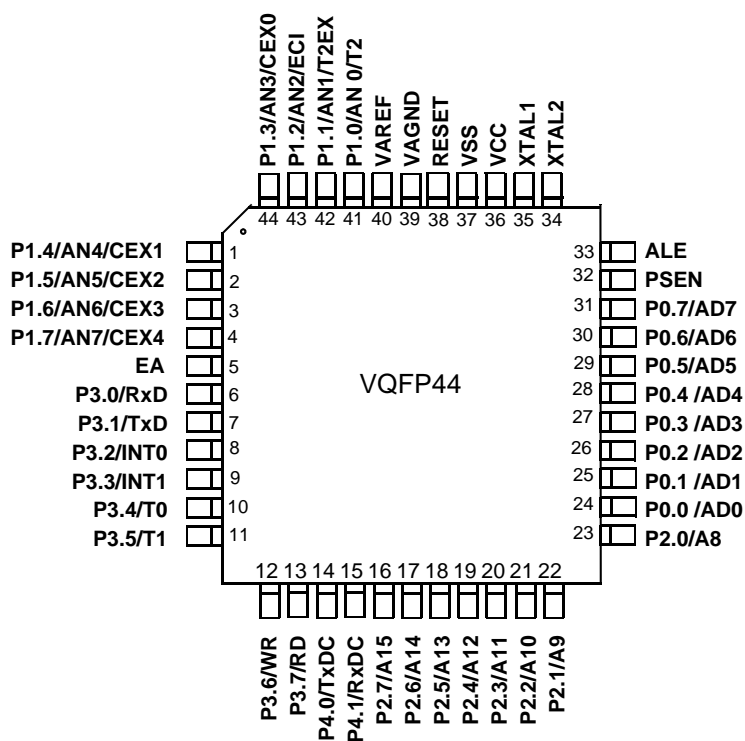 P1.3/AN3/CEX0
P1.2/AN2/ECI
P1.1/AN1/T2EX
P1.0/AN 0/T2
VAREF
VAGND
RESET
VSS
VCC
XTAL1
XTAL2
44 43 42 41 40 39 38 37 36 35 34
P1.4/AN4/CEX1 1
P1.5/AN5/CEX2 2
P1.6/AN6/CEX3 3
P1.7/AN7/CEX4 4
EA 5
P3.0/RxD 6
P3.1/TxD 7
P3.2/INT0 8
P3.3/INT1 9
P3.4/T0 10
P3.5/T1 11
VQFP44
33 ALE
32 PSEN
31 P0.7/AD7
30 P0.6/AD6
29 P0.5/AD5
28 P0.4 /AD4
27 P0.3 /AD3
26 P0.2 /AD2
25 P0.1 /AD1
24 P0.0 /AD0
23 P2.0/A8
12 13 14 15 16 17 18 19 20 21 22
P3.6/WR
P3.7/RD
P4.0/TxDC
P4.1/RxDC
P2.7/A15
P2.6/A14
P2.5/A13
P2.4/A12
P2.3/A11
P2.2/A10
P2.1/A9